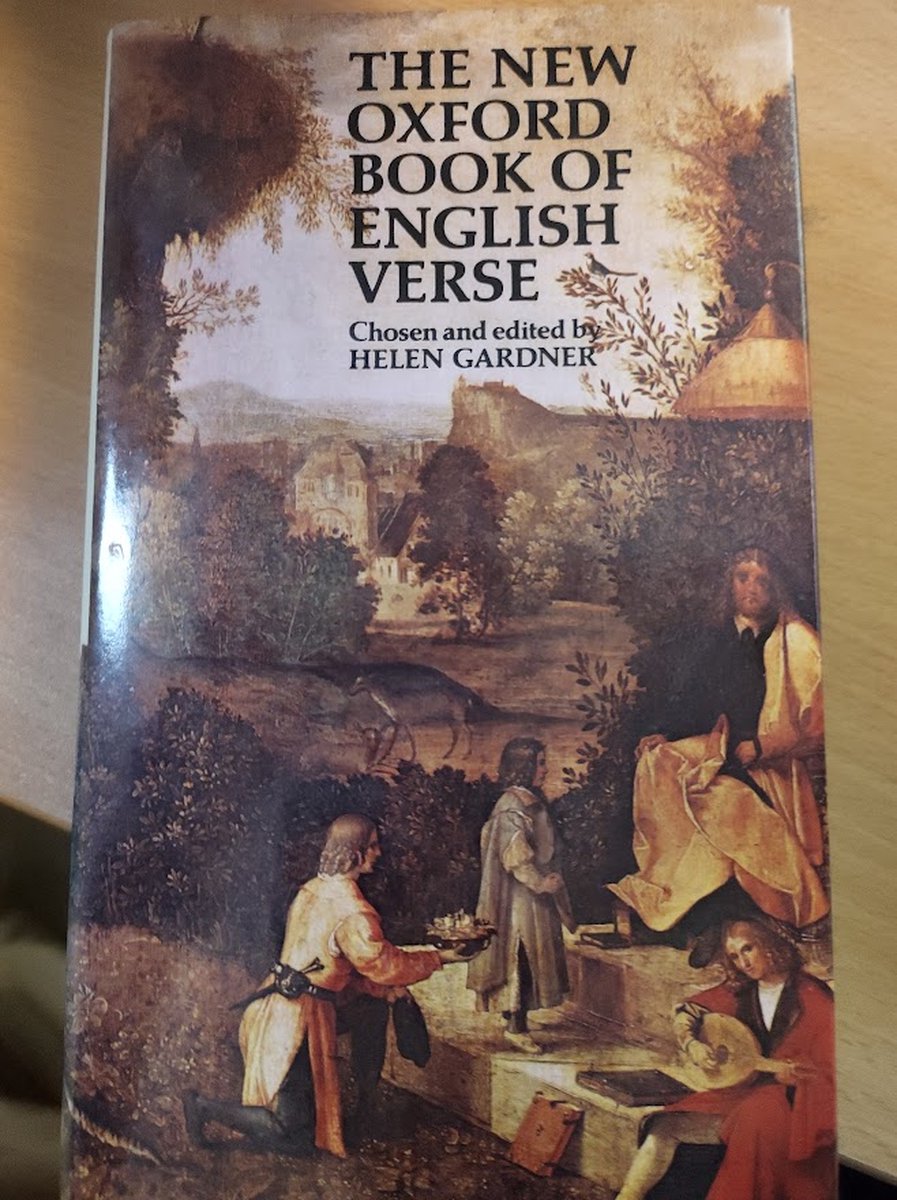 THE NEW
OXFORD
BOOK OF
ENGLISH
VERSE
Chosen and edited by
HELEN GARDNER